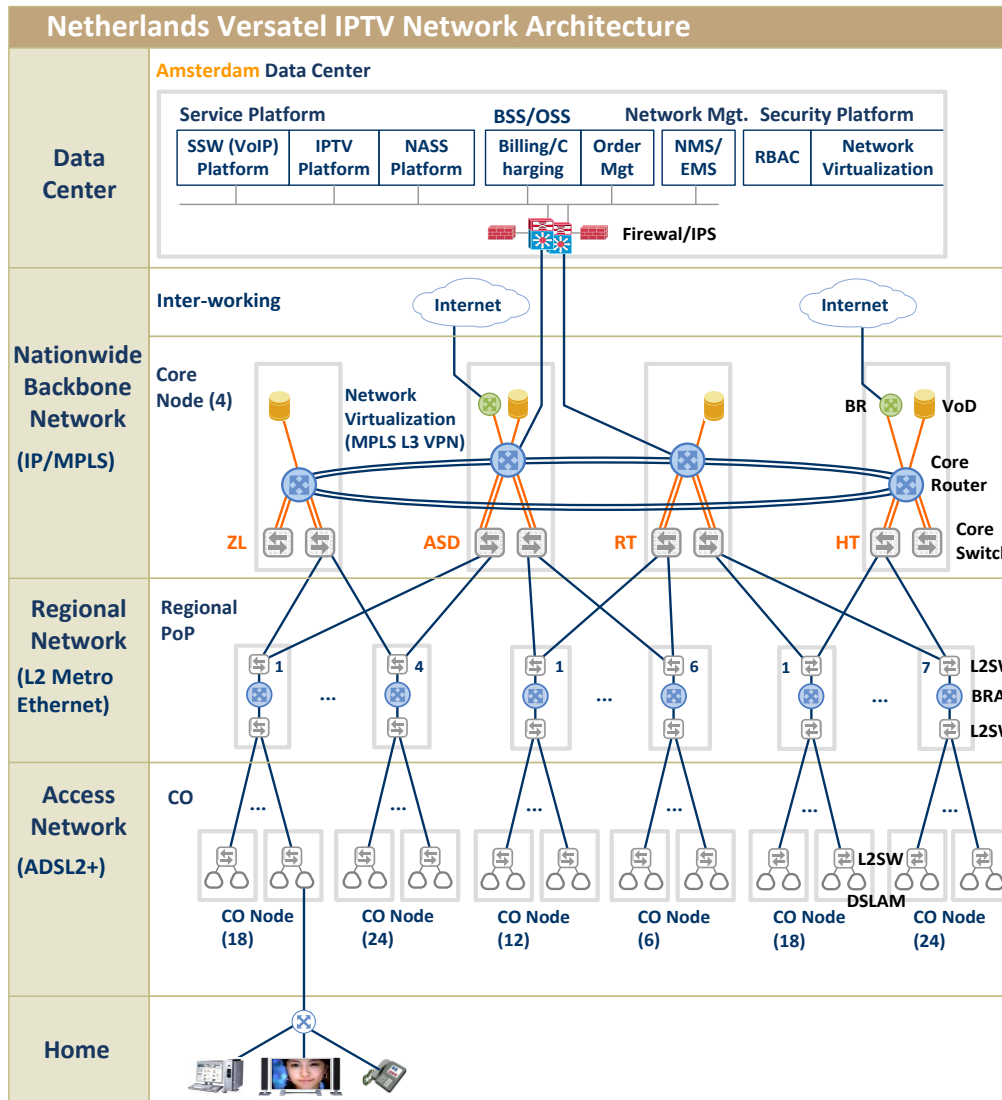 Netherlands Versatel IPTV Network Architecture
Data
Center
Amsterdam Data Center
Service Platform
BSS/OSS
Network Mgt.
Security Platform
SSW (VoIP)
Platform
IPTV
Platform
NASS
Platform
Billing/C
harging
Order
Mgt
NMS/
EMS
RBAC
Network
Virtualization
Firewal/IPS
Nationwide
Backbone
Network
(IP/MPLS)
Inter-working
Internet
Internet
Core
Node (4)
Network
Virtualization
(MPLS L3 VPN)
BR
VoD
Core
Router
ZL
ASD
RT
HT
Core
Switch
Regional
Network
(L2 Metro
Ethernet)
Regional
PoP
1
4
1
6
1
7
L2SW
...
...
...
BRA
L2SW
Access
Network
(ADSL2+)
CO
...
...
...
...
...
...
L2SW
DSLAM
CO Node
(18)
CO Node
(24)
CO Node
(12)
CO Node
(6)
CO Node
(18)
CO Node
(24)
Home